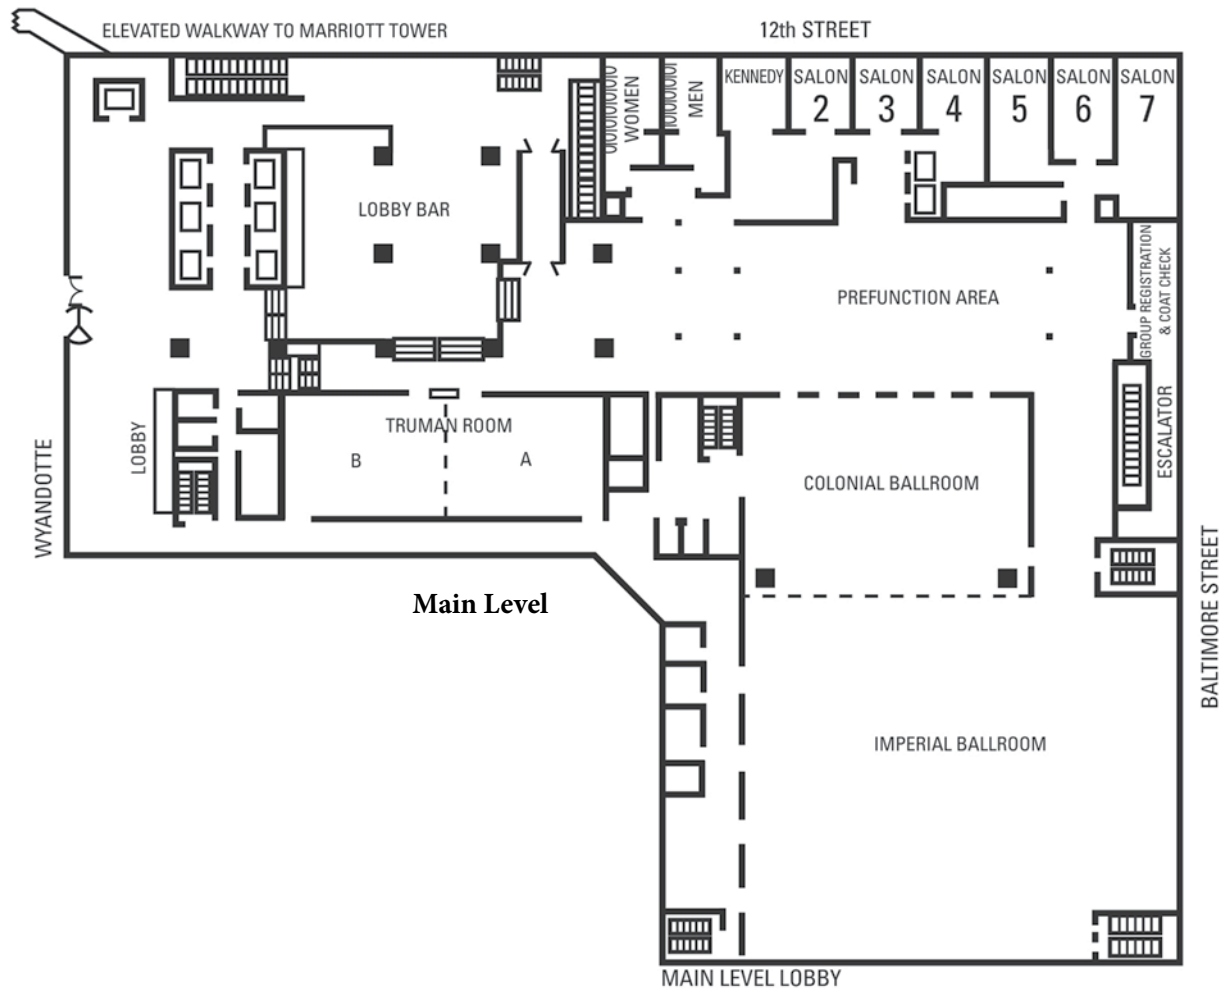 ELEVATED WALKWAY TO MARRIOTT TOWER
12th STREET
WOMEN
MEN
KENNEDY
SALON
2
SALON
3
SALON
4
SALON
5
SALON
6
SALON
7
LOBBY BAR
PREFUNCTION AREA
GROUP REGISTRATION
& COAT CHECK
ESCALATOR
LOBBY
WYANDOTTE
TRUMAN ROOM
B
A
COLONIAL BALLROOM
BALTIMORE STREET
Main Level
IMPERIAL BALLROOM
MAIN LEVEL LOBBY